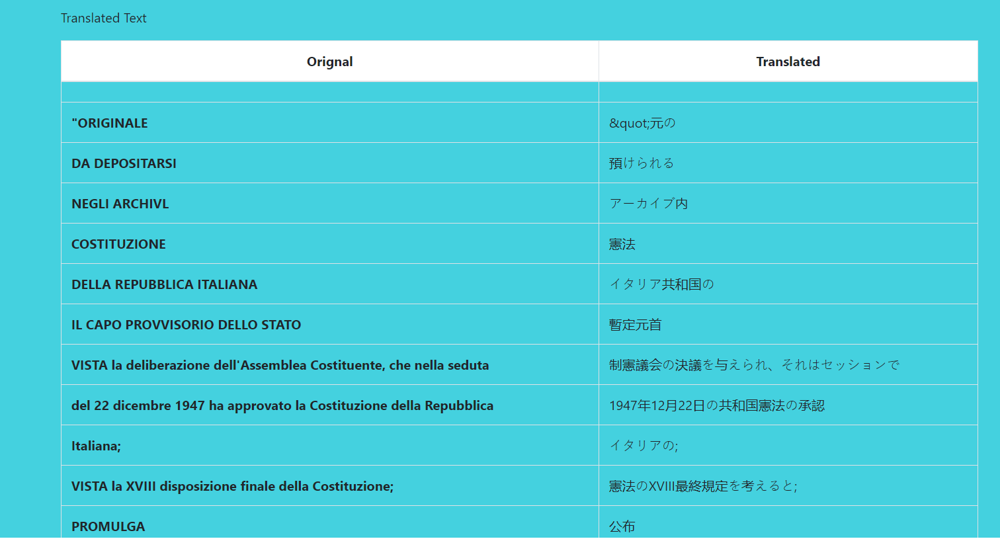 Translated Text
Orignal Translated
"ORIGINALE &quot;元の
DA DEPOSITARSI 預けられる
NEGLI ARCHIVL アーカイブ内
COSTITUZIONE 憲法
DELLA REPUBBLICA ITALIANA イタリア共和国の
IL CAPO PROVVISORIO DELLO STATO 暫定元首
VISTA la deliberazione dell'Assemblea Costituente, che nella seduta 制憲議会の決議を与えられ、それはセッションで
del 22 dicembre 1947 ha approvato la Costituzione della Repubblica 1947年12月22日の共和国憲法の承認
Italiana; イタリアの;
VISTA la XVIII disposizione finale della Costituzione; 憲法のXVIII最終規定を考えると;
PROMULGA 公布